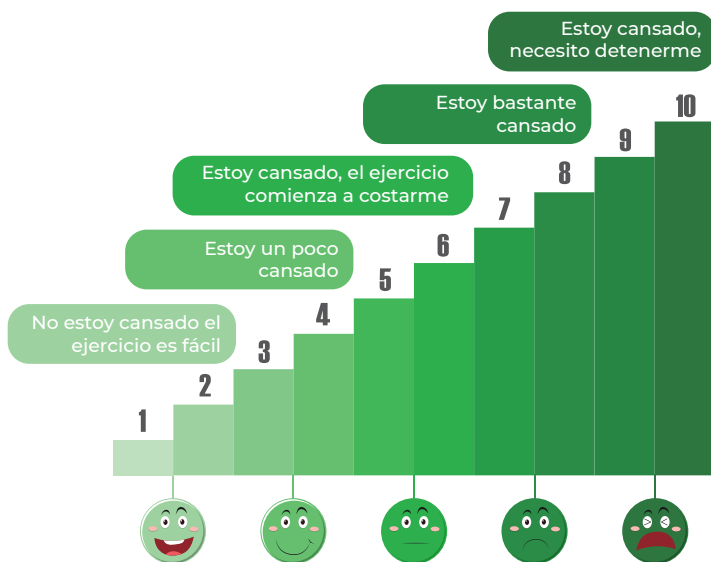 Estoy cansado,
necesito detenerme
Estoy bastante
cansado
Estoy cansado, el ejercicio
comienza a costarme
Estoy un poco
cansado
No estoy cansado el
ejercicio es fácil
1
2
3
4
5
6
7
8
9
10